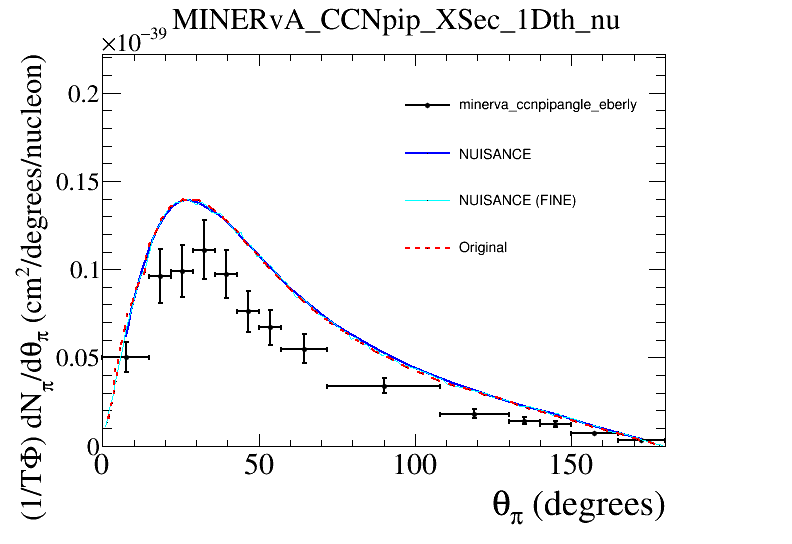 MINERvA_CCNpip_XSec_1Dth_nu
×10⁻³⁹
(1/TΦ) dN_π/dθ_π (cm²/degrees/nucleon)
0.2
0.15
0.1
0.05
0
minerva_ccnpipangle_eberly
NUISANCE
NUISANCE (FINE)
Original
0 50 100 150
θ_π (degrees)